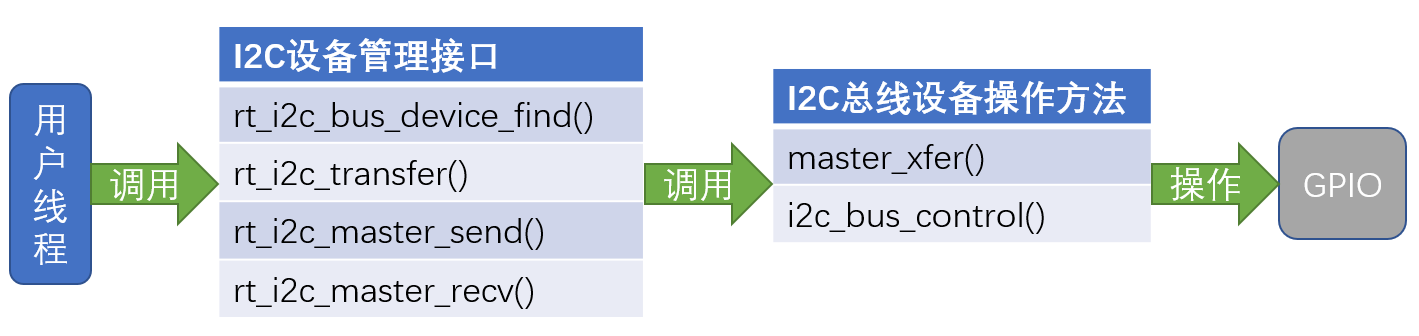 用户线程
调用
I2C设备管理接口
rt_i2c_bus_device_find()
rt_i2c_transfer()
rt_i2c_master_send()
rt_i2c_master_recv()
调用
I2C总线设备操作方法
master_xfer()
i2c_bus_control()
操作
GPIO